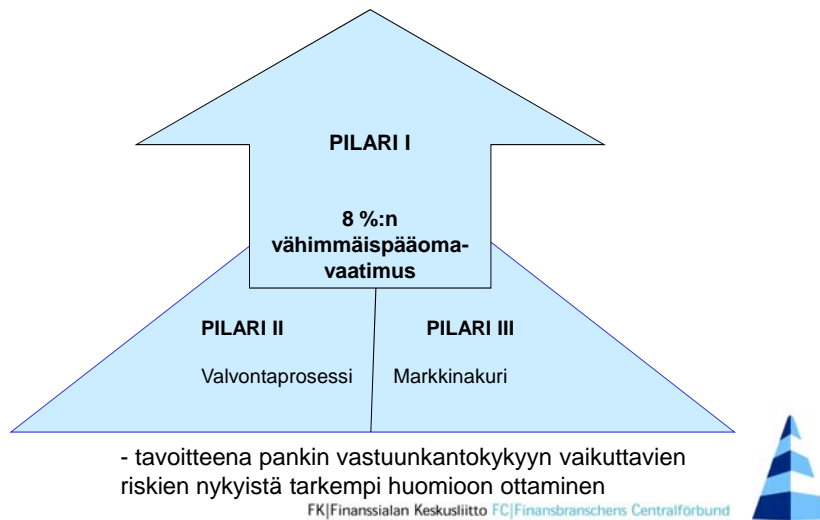 PILARI I
8 %:n
vähimmäispääoma-
vaatimus
PILARI II
PILARI III
Valvontaprosessi
Markkinakuri
- tavoitteena pankin vastuunkantokykyyn vaikuttavien
riskien nykyistä tarkempi huomioon ottaminen
FK|Finanssialan Keskusliitto FC|Finansbranschens Centralförbund